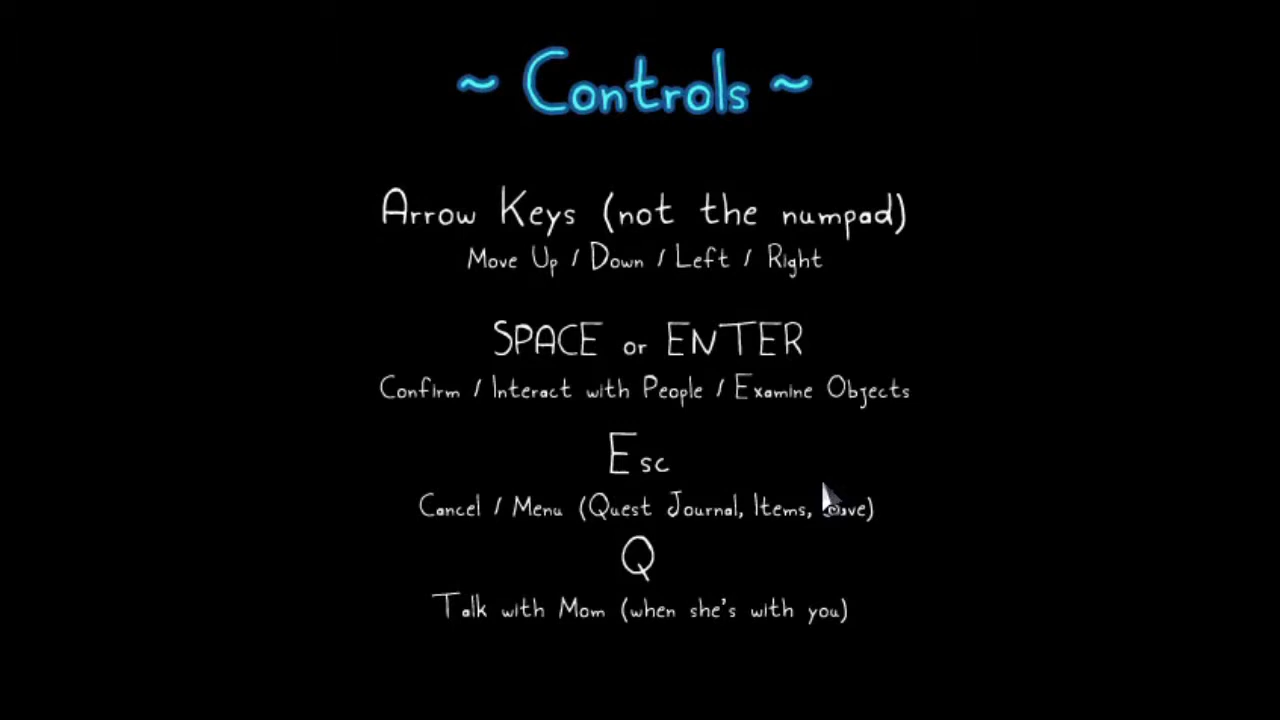 ~ Controls ~
Arrow Keys (not the numpad)
Move Up / Down / Left / Right
SPACE or ENTER
Confirm / Interact with People / Examine Objects
Esc
Cancel / Menu (Quest Journal, Items, Save)
Q
Talk with Mom (when she's with you)